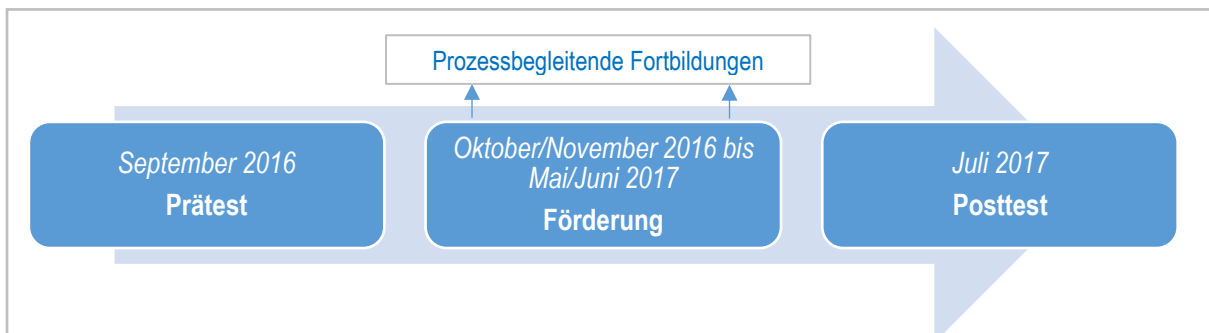 Prozessbegleitende Fortbildungen
September 2016
Prätest
Oktober/November 2016 bis
Mai/Juni 2017
Förderung
Juli 2017
Posttest